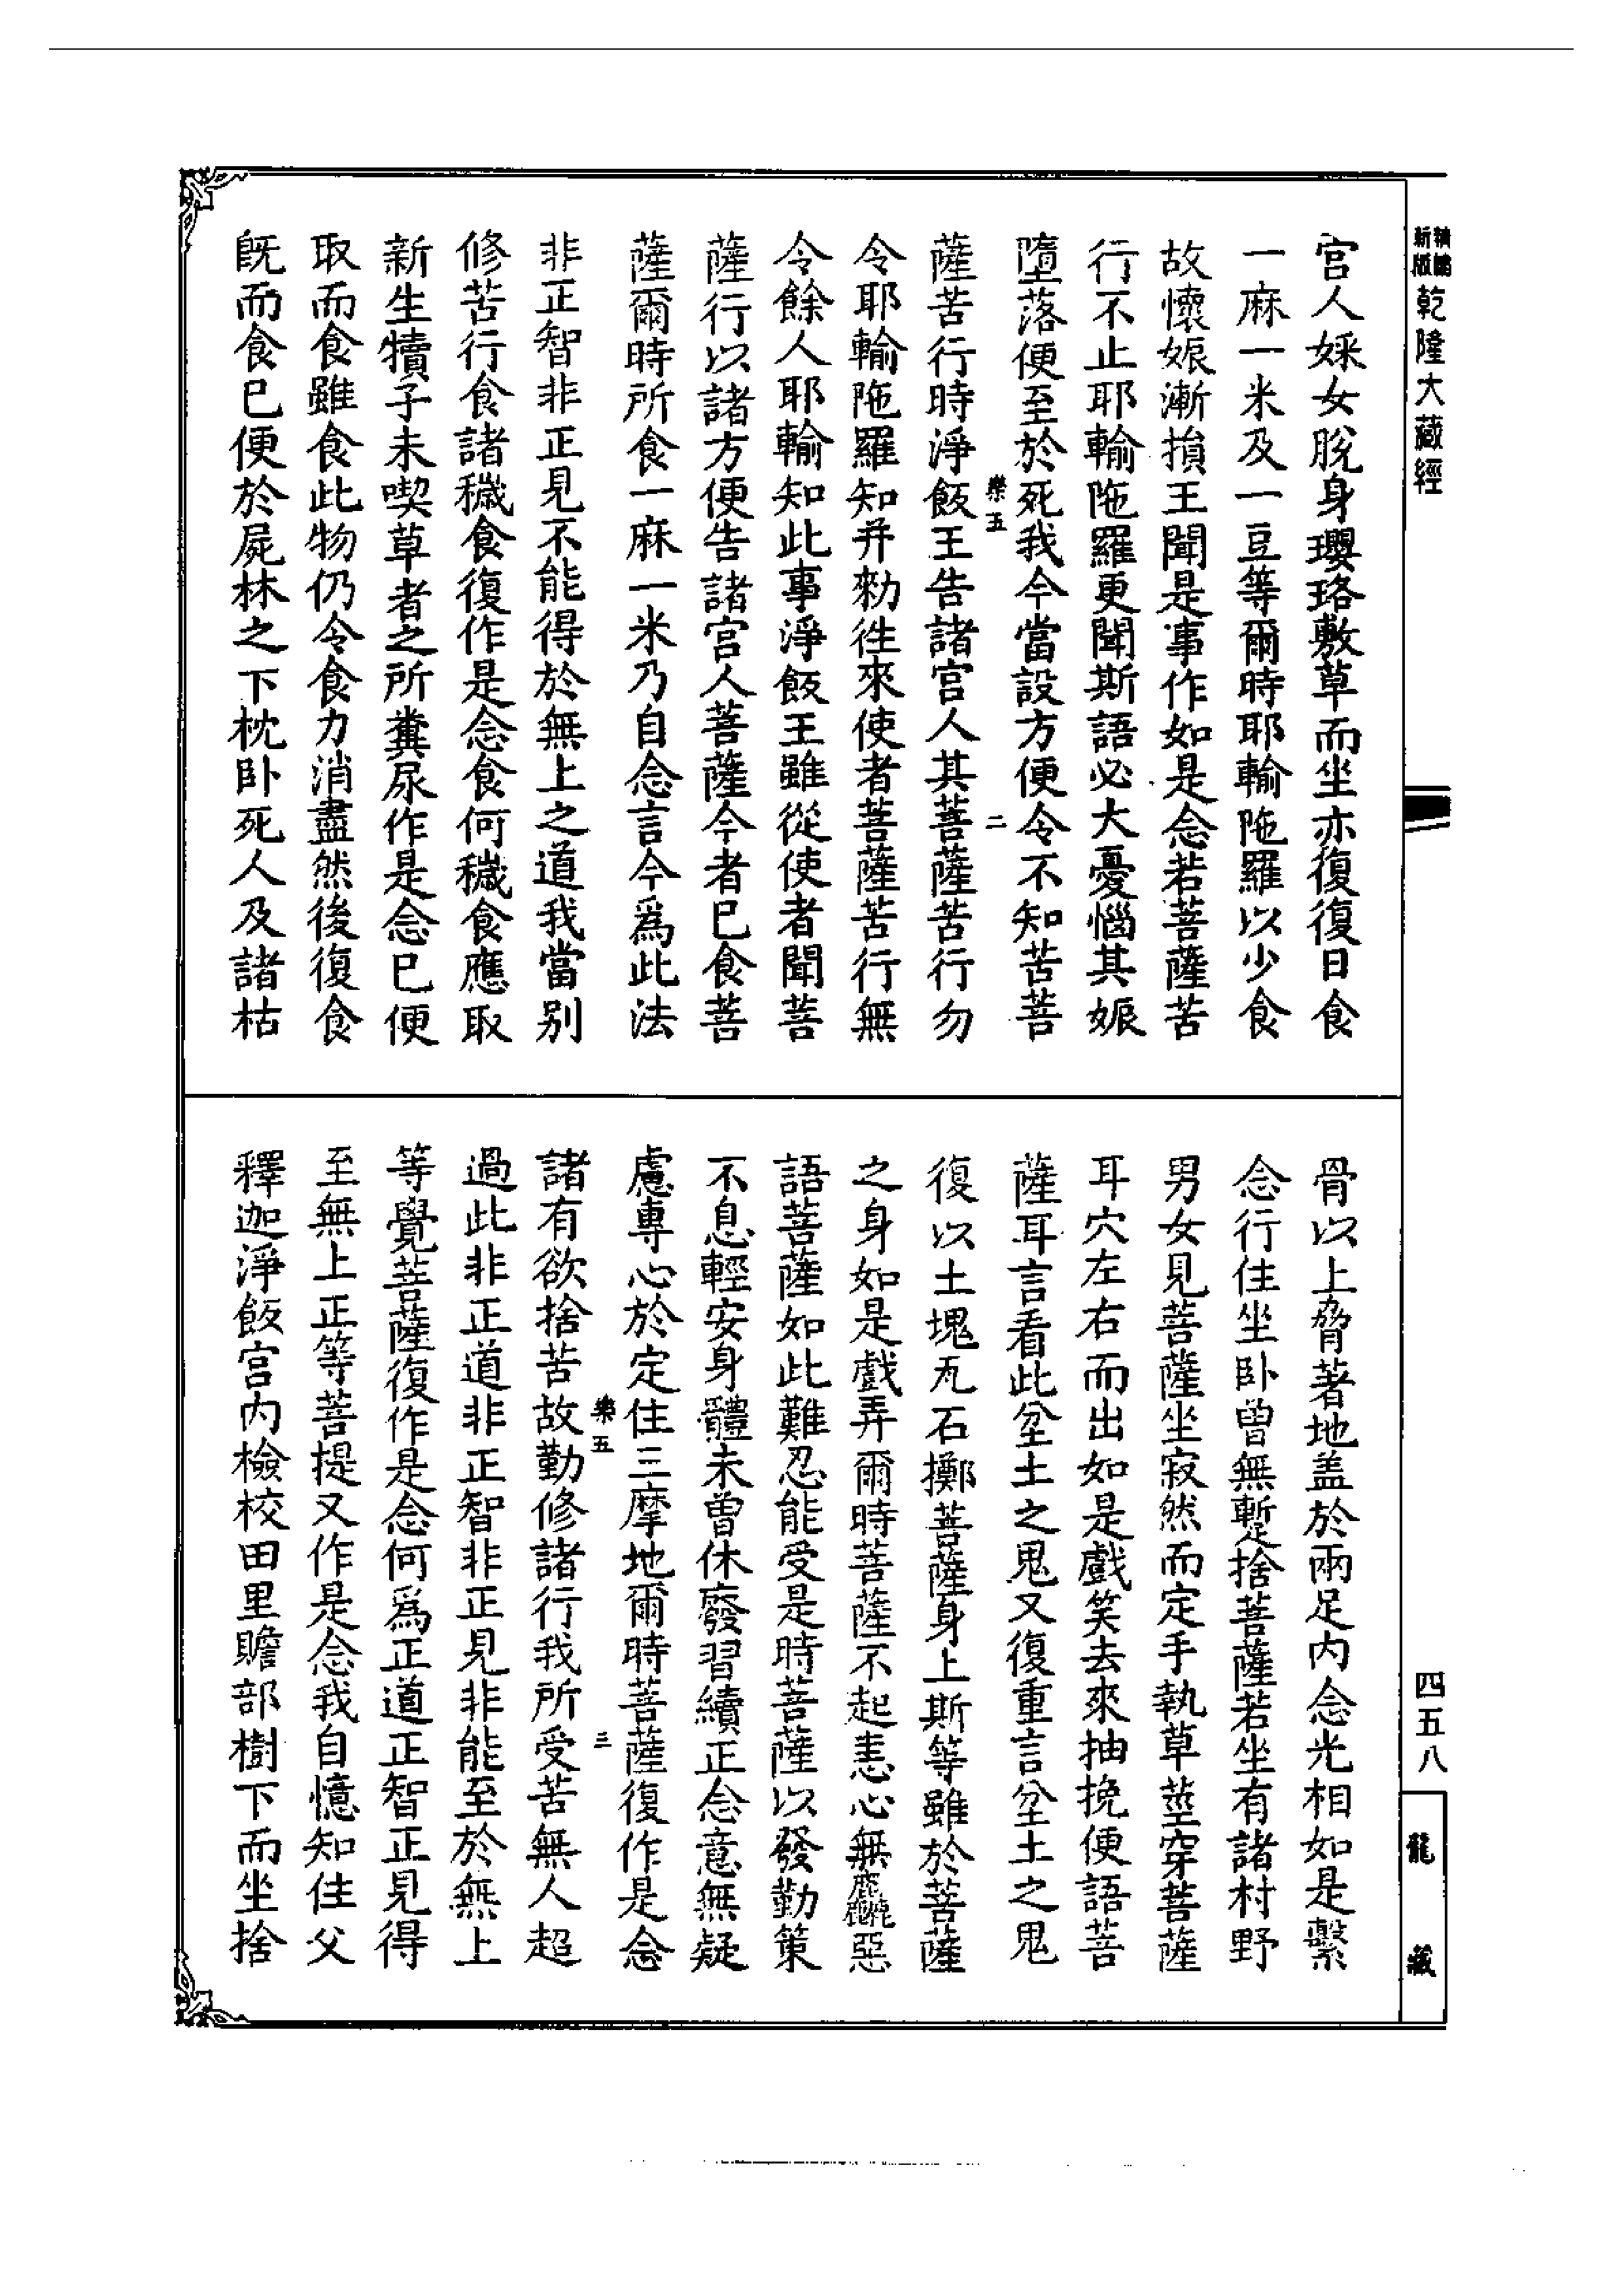 新版
精縮
乾隆大藏經
宮人婇女脫身瓔珞敷草而坐亦復復日食
一麻一米及一豆等爾時耶輸陁羅以少食
故懷娠漸損王聞是事作如是念若菩薩苦
行不止耶輸陁羅更聞斯語必大憂惱其娠
墮落便至於死我今當設方便令不知苦菩
樂五
二
薩苦行時淨飯王告諸宮人其菩薩苦行勿
令耶輸陁羅知并勑徃來使者菩薩苦行無
令餘人耶輸知此事淨飯王雖從使者聞菩
薩行以諸方便告諸宮人菩薩今者已食菩
薩爾時所食一麻一米乃自念言今爲此法
非正智非正見不能得於無上之道我當別
修苦行食諸穢食復作是念食何穢食應取
新生犢子未喫草者之所糞尿作是念已便
取而食雖食此物仍令食力消盡然後復食
旣而食已便於屍林之下枕卧死人及諸枯
骨以上脅著地盖於兩足內念光相如是繫
念行住坐卧曾無暫捨菩薩若坐有諸村野
男女見菩薩坐寂然而定手執草莖穿菩薩
耳穴左右而出如是戲笑去來抽挽便語菩
薩耳言看此坌土之鬼又復重言坌土之鬼
復以土塊瓦石擲菩薩身上斯等雖於菩薩
之身如是戲弄爾時菩薩不起恚心無麤惡
語菩薩如此難忍能受是時菩薩以發勤策
不息輕安身體未曾休廢習續正念意無疑
慮專心於定住三摩地爾時菩薩復作是念
樂五
三
諸有欲捨苦故勤修諸行我所受苦無人超
過此非正道非正智非正見非能至於無上
等覺菩薩復作是念何爲正道正智正見得
至無上正等菩提又作是念我自憶知住父
釋迦淨飯宮內檢校田里贍部樹下而坐捨
四五八
龍藏